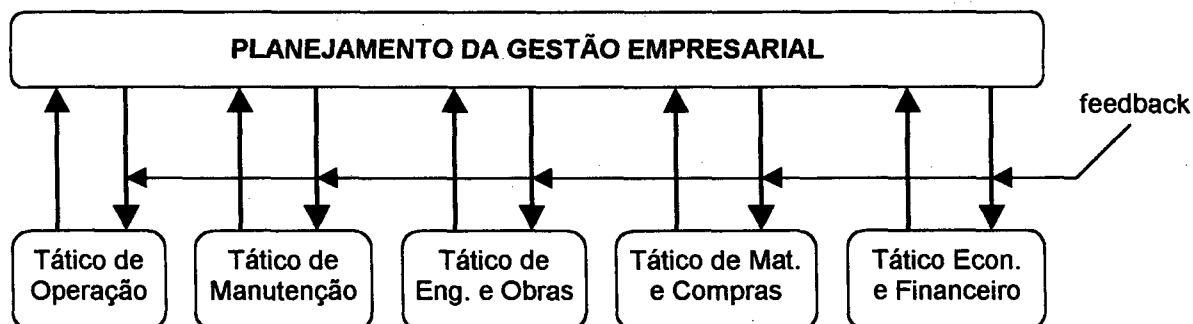 PLANEJAMENTO DA GESTÃO EMPRESARIAL
feedback
Tático de
Operação
Tático de
Manutenção
Tático de
Eng. e Obras
Tático de Mat.
e Compras
Tático Econ.
e Financeiro